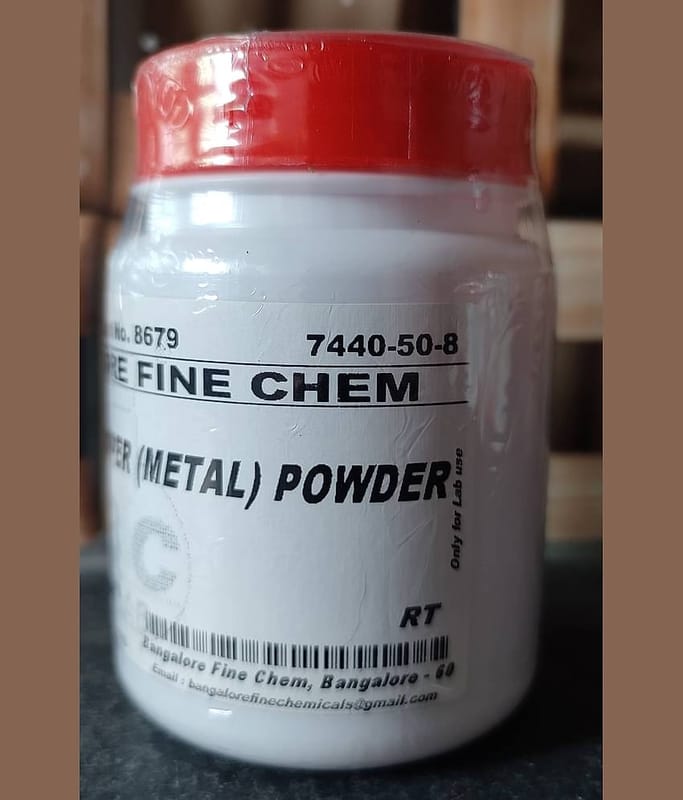 No. 8679 7440-50-8
RE FINE CHEM
PER (METAL) POWDER
Only for Lab use
C
RT
Bangalore Fine Chem, Bangalore - 60
Email : bangalorefinechemicals@gmail.com